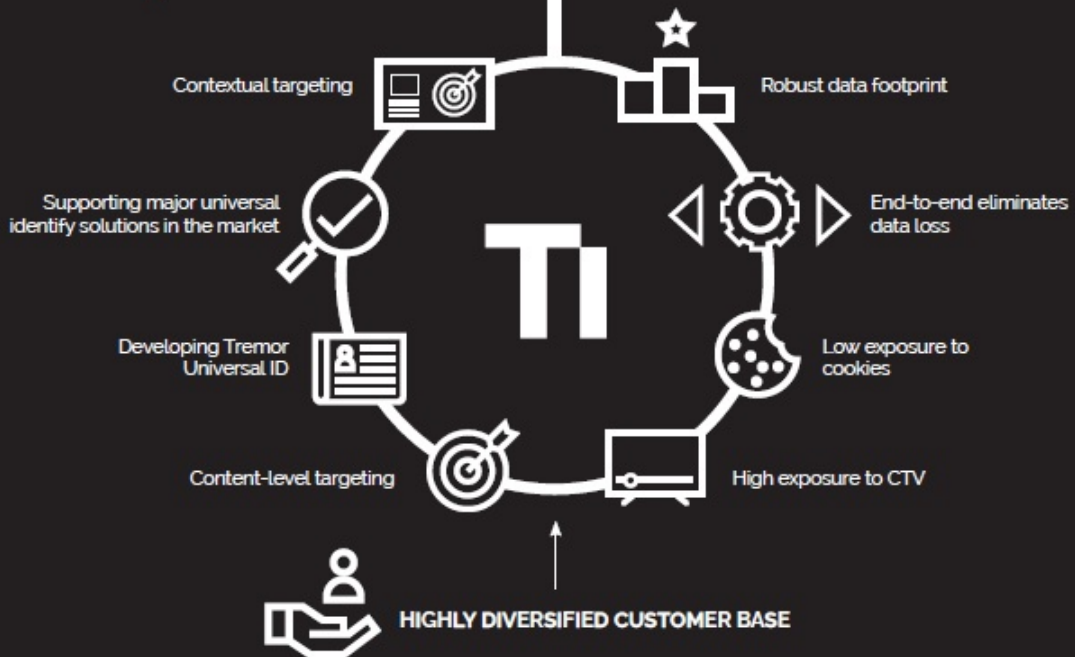 Contextual targeting
Robust data footprint
Supporting major universal
identify solutions in the market
End-to-end eliminates
data loss
TI
Developing Tremor
Universal ID
Low exposure to
cookies
Content-level targeting
High exposure to CTV
HIGHLY DIVERSIFIED CUSTOMER BASE